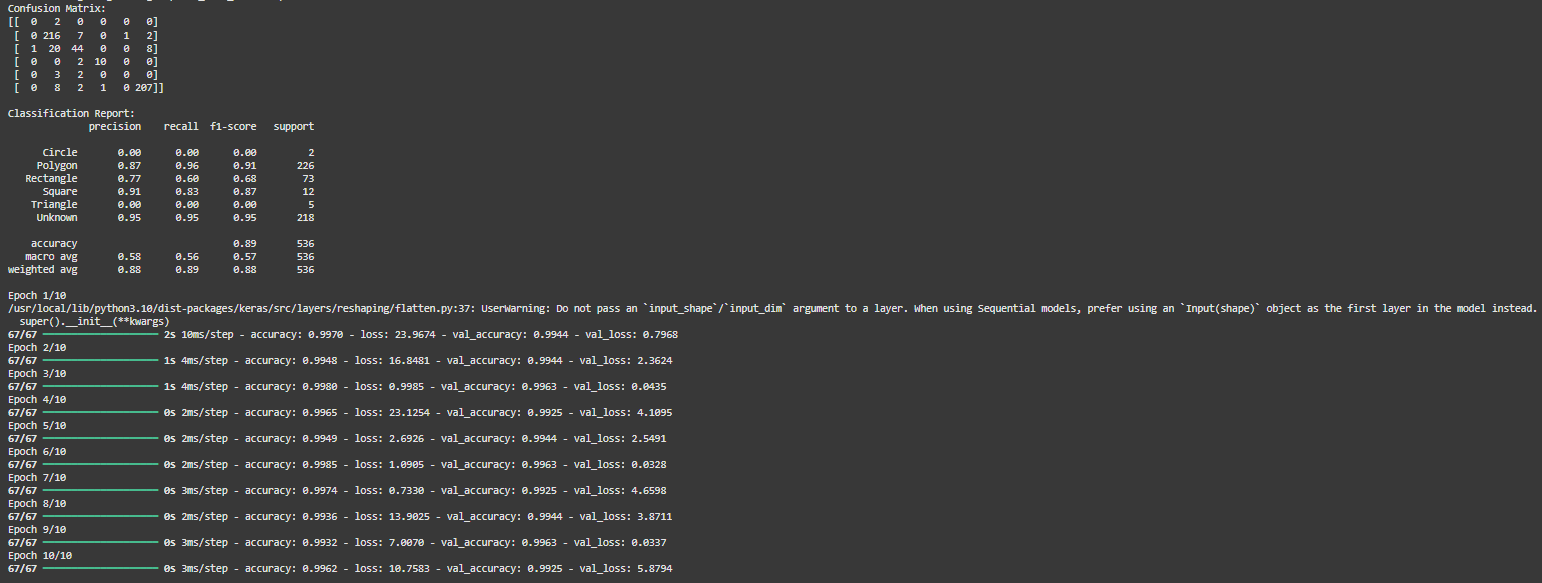 Confusion Matrix:
[[  0   2   0   0   0   0]
 [  0 216   7   0   1   2]
 [  1  20  44   0   0   8]
 [  0   0   2  10   0   0]
 [  0   3   2   0   0   0]
 [  0   8   2   1   0 207]]
Classification Report:
              precision    recall  f1-score   support
      Circle       0.00      0.00      0.00         2
     Polygon       0.87      0.96      0.91       226
   Rectangle       0.77      0.60      0.68        73
      Square       0.91      0.83      0.87        12
    Triangle       0.00      0.00      0.00         5
     Unknown       0.95      0.95      0.95       218
    accuracy                           0.89       536
   macro avg       0.58      0.56      0.57       536
weighted avg       0.88      0.89      0.88       536
Epoch 1/10
/usr/local/lib/python3.10/dist-packages/keras/src/layers/reshaping/flatten.py:37: UserWarning: Do not pass an `input_shape`/`input_dim` argument to a layer. When using Sequential models, prefer using an `Input(shape)` object as the first layer in the model instead.
  super().__init__(**kwargs)
67/67 2s 10ms/step - accuracy: 0.9970 - loss: 23.9674 - val_accuracy: 0.9944 - val_loss: 0.7968
Epoch 2/10
67/67 1s 4ms/step - accuracy: 0.9948 - loss: 16.8481 - val_accuracy: 0.9944 - val_loss: 2.3624
Epoch 3/10
67/67 1s 4ms/step - accuracy: 0.9980 - loss: 0.9985 - val_accuracy: 0.9963 - val_loss: 0.0435
Epoch 4/10
67/67 0s 2ms/step - accuracy: 0.9965 - loss: 23.1254 - val_accuracy: 0.9925 - val_loss: 4.1095
Epoch 5/10
67/67 0s 2ms/step - accuracy: 0.9949 - loss: 2.6926 - val_accuracy: 0.9944 - val_loss: 2.5491
Epoch 6/10
67/67 0s 2ms/step - accuracy: 0.9985 - loss: 1.0905 - val_accuracy: 0.9963 - val_loss: 0.0328
Epoch 7/10
67/67 0s 3ms/step - accuracy: 0.9974 - loss: 0.7330 - val_accuracy: 0.9925 - val_loss: 4.6598
Epoch 8/10
67/67 0s 2ms/step - accuracy: 0.9936 - loss: 13.9025 - val_accuracy: 0.9944 - val_loss: 3.8711
Epoch 9/10
67/67 0s 3ms/step - accuracy: 0.9932 - loss: 7.0070 - val_accuracy: 0.9963 - val_loss: 0.0337
Epoch 10/10
67/67 0s 3ms/step - accuracy: 0.9962 - loss: 10.7583 - val_accuracy: 0.9925 - val_loss: 5.8794